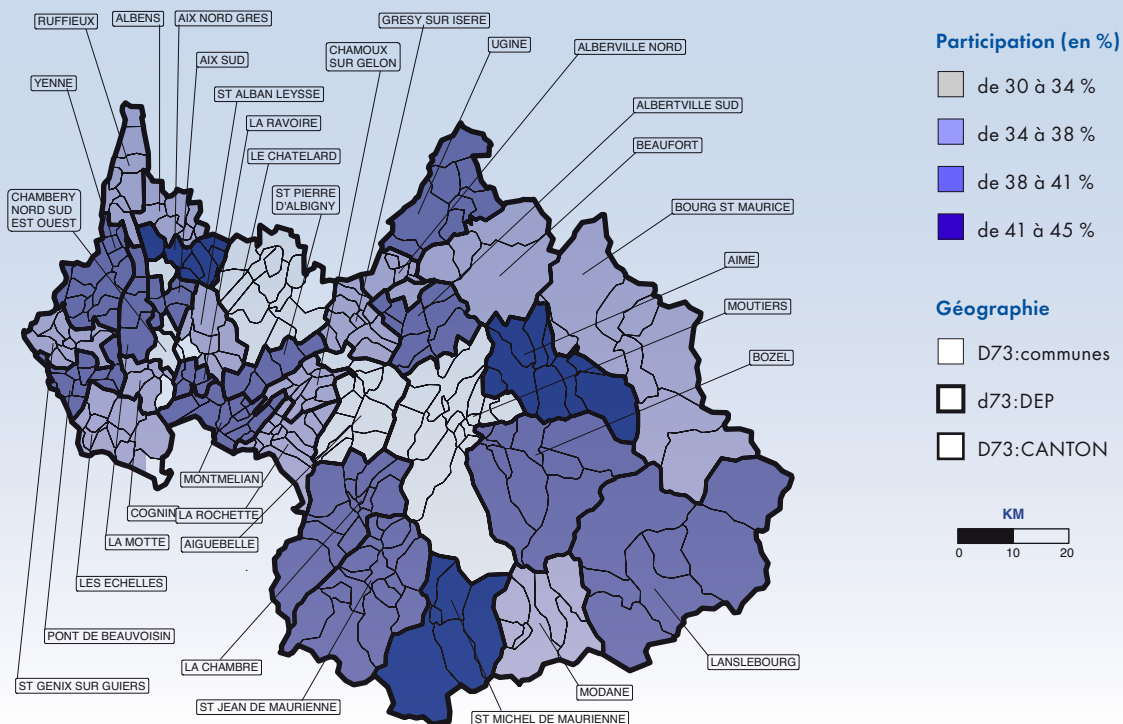 RUFFIEUX
ALBENS
AIX NORD GRES
GRESY SUR ISERE
CHAMOUX
SUR GELON
UGINE
ALBERVILLE NORD
AIX SUD
YENNE
ST ALBAN LEYSSE
LA RAVOIRE
LE CHATELARD
ST PIERRE
D'ALBIGNY
CHAMBERY
NORD SUD
EST OUEST
ALBERTVILLE SUD
BEAUFORT
BOURG ST MAURICE
AIME
MOUTIERS
BOZEL
MONTMELIAN
COGNIN
LA ROCHETTE
LA MOTTE
AIGUEBELLE
LES ECHELLES
PONT DE BEAUVOISIN
ST GENIX SUR GUIERS
LA CHAMBRE
ST JEAN DE MAURIENNE
ST MICHEL DE MAURIENNE
MODANE
LANSLEBOURG
Participation (en %)
de 30 à 34 %
de 34 à 38 %
de 38 à 41 %
de 41 à 45 %
Géographie
D73:communes
d73:DEP
D73:CANTON
KM
0 10 20